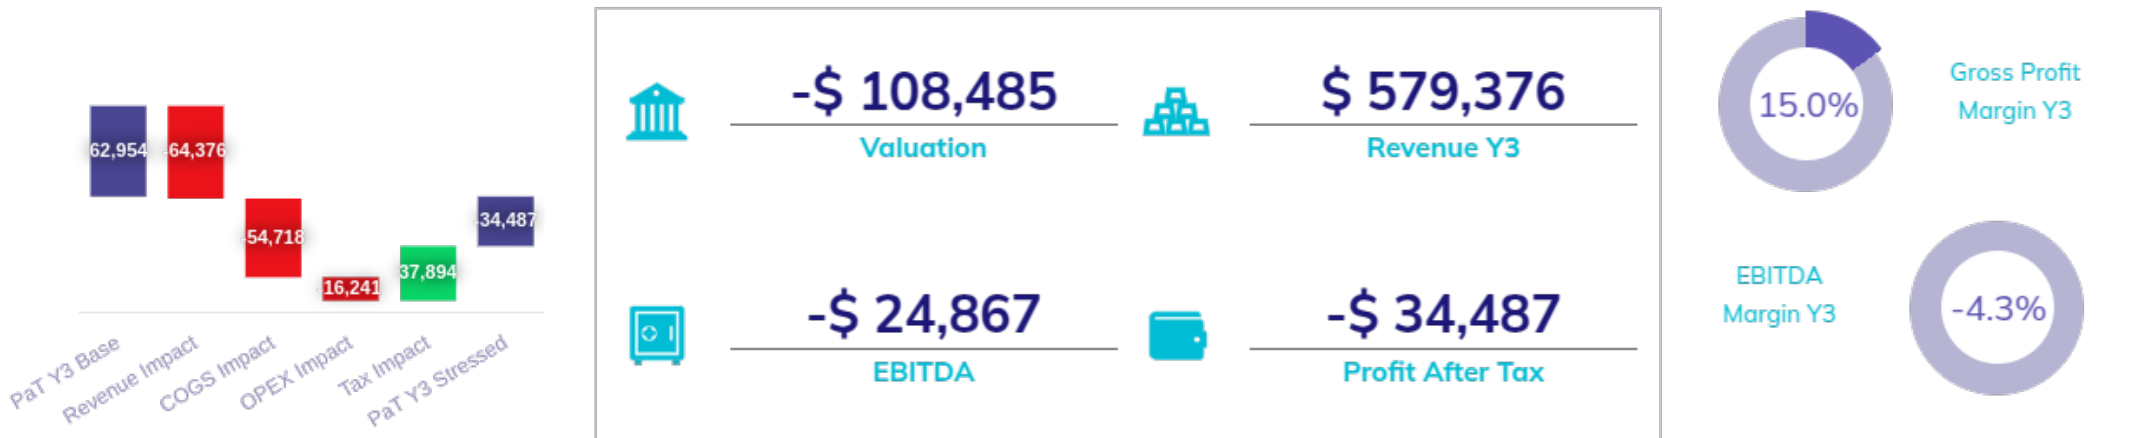 62,954
-64,376
-54,718
-16,241
37,894
-34,487
PaT Y3 Base
Revenue Impact
COGS Impact
OPEX Impact
Tax Impact
PaT Y3 Stressed
-$ 108,485
Valuation
$ 579,376
Revenue Y3
-$ 24,867
EBITDA
-$ 34,487
Profit After Tax
15.0%
Gross Profit
Margin Y3
EBITDA
Margin Y3
-4.3%